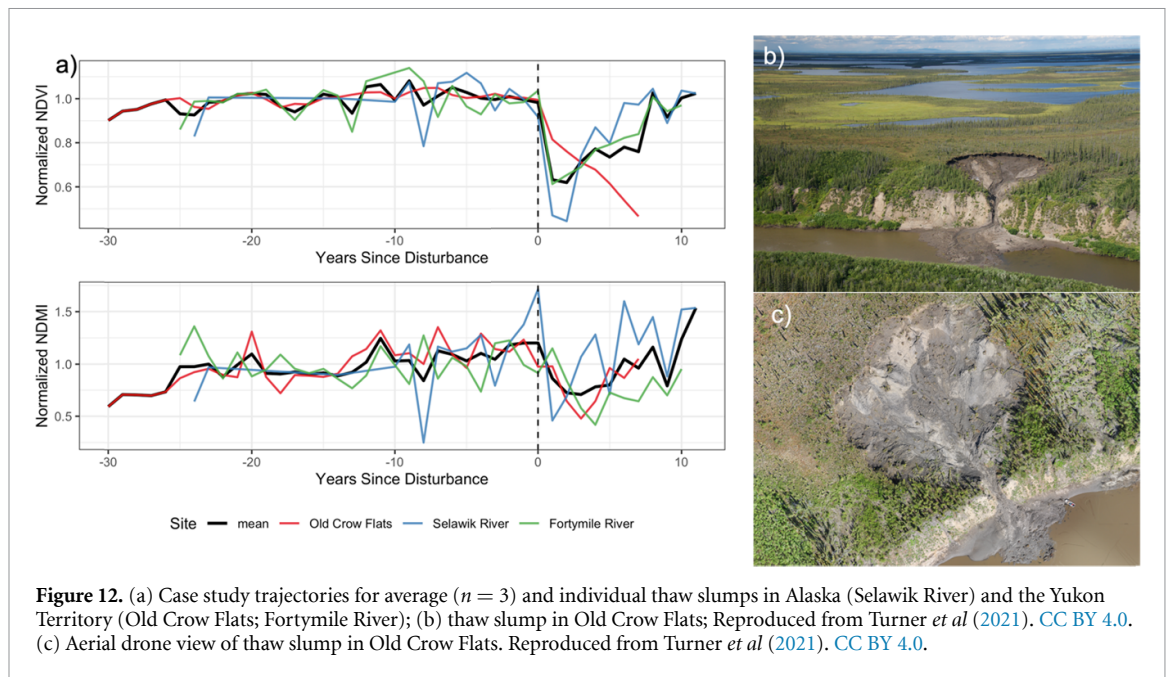 a)
Normalized NDVI
1.0
0.8
0.6
-30 -20 -10 0 10
Years Since Disturbance
Normalized NDMI
1.5
1.0
0.5
-30 -20 -10 0 10
Years Since Disturbance
Site mean Old Crow Flats Selawik River Fortymile River
b)
c)
Figure 12. (a) Case study trajectories for average (n = 3) and individual thaw slumps in Alaska (Selawik River) and the Yukon
Territory (Old Crow Flats; Fortymile River); (b) thaw slump in Old Crow Flats; Reproduced from Turner et al (2021). CC BY 4.0.
(c) Aerial drone view of thaw slump in Old Crow Flats. Reproduced from Turner et al (2021). CC BY 4.0.